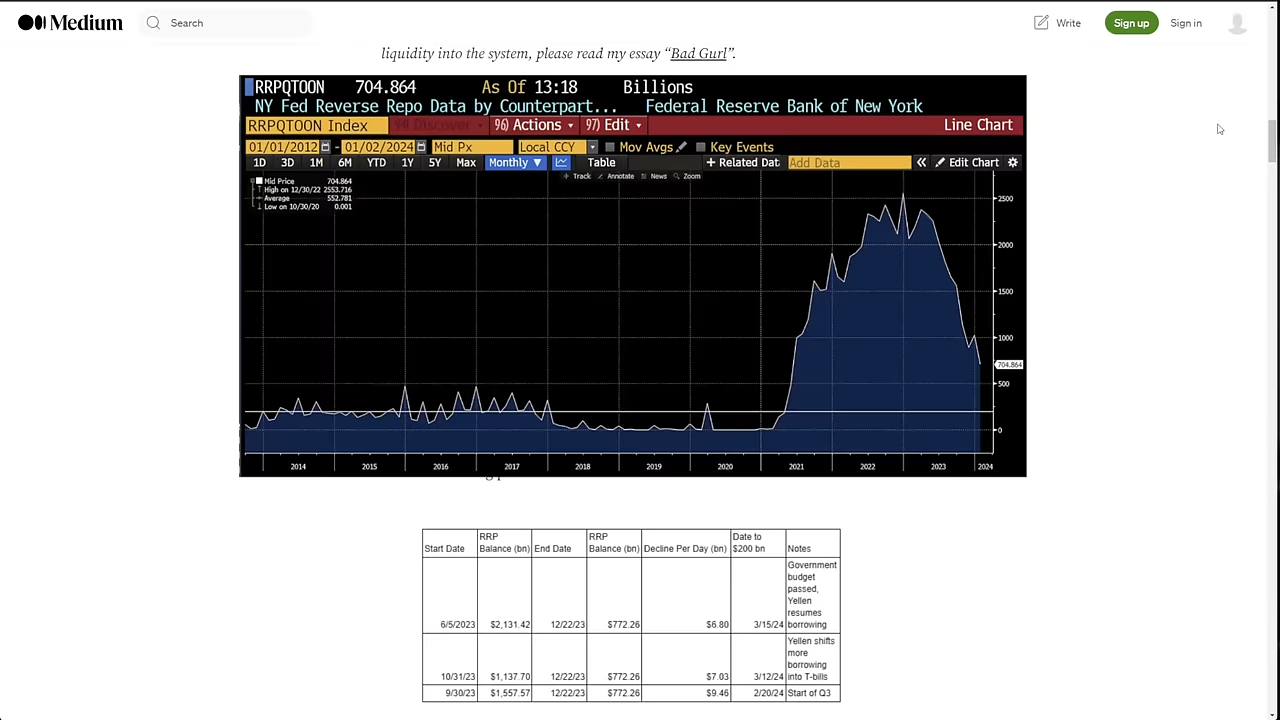 Medium
Search
Write
Sign up
Sign in
liquidity into the system, please read my essay “Bad Gurl”.
RRPQTOON 704.864 As Of 13:18 Billions
NY Fed Reverse Repo Data by Counterpart... Federal Reserve Bank of New York
RRPQTOON Index 94) Discover 96) Actions 97) Edit Line Chart
01/01/2012 - 01/02/2024 Mid Px Local CCY Mov Avgs Key Events
1D 3D 1M 6M YTD 1Y 5Y Max Monthly ▼ Table + Related Dat Add Data « Edit Chart
Track Annotate News Zoom
Mid Price 704.864
High on 12/30/22 2553.716
Average 552.781
Low on 10/30/20 0.001
2500
2000
1500
1000
704.864
500
0
2014 2015 2016 2017 2018 2019 2020 2021 2022 2023 2024
Start Date RRP Balance (bn) End Date RRP Balance (bn) Decline Per Day (bn) Date to $200 bn Notes
6/5/2023 $2,131.42 12/22/23 $772.26 $6.80 3/15/24 Government budget passed, Yellen resumes borrowing
10/31/23 $1,137.70 12/22/23 $772.26 $7.03 3/12/24 Yellen shifts more borrowing into T-bills
9/30/23 $1,557.57 12/22/23 $772.26 $9.46 2/20/24 Start of Q3